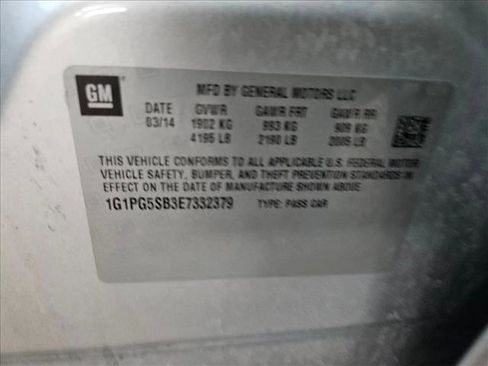 GM
MFD BY GENERAL MOTORS LLC
DATE GVWR GAWR FRT GAWR RR
03/14 1902 KG 993 KG 909 KG
4195 LB 2190 LB 2005 LB
THIS VEHICLE CONFORMS TO ALL APPLICABLE U.S. FEDERAL MOTOR
VEHICLE SAFETY, BUMPER, AND THEFT PREVENTION STANDARDS IN
EFFECT ON THE DATE OF MANUFACTURE SHOWN ABOVE.
1G1PG5SB3E7332379 TYPE: PASS CAR